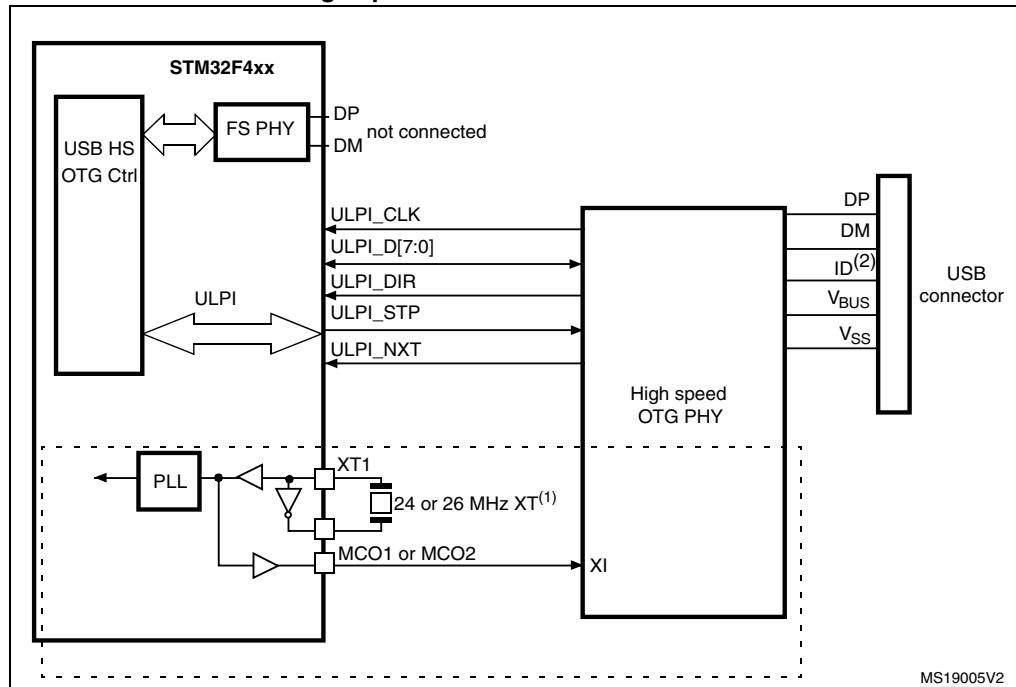 STM32F4xx
USB HS
OTG Ctrl
FS PHY
DP
DM
not connected
ULPI
ULPI_CLK
ULPI_D[7:0]
ULPI_DIR
ULPI_STP
ULPI_NXT
High speed
OTG PHY
DP
DM
ID(2)
VBUS
VSS
USB
connector
PLL
XT1
24 or 26 MHz XT(1)
MCO1 or MCO2
XI
MS19005V2